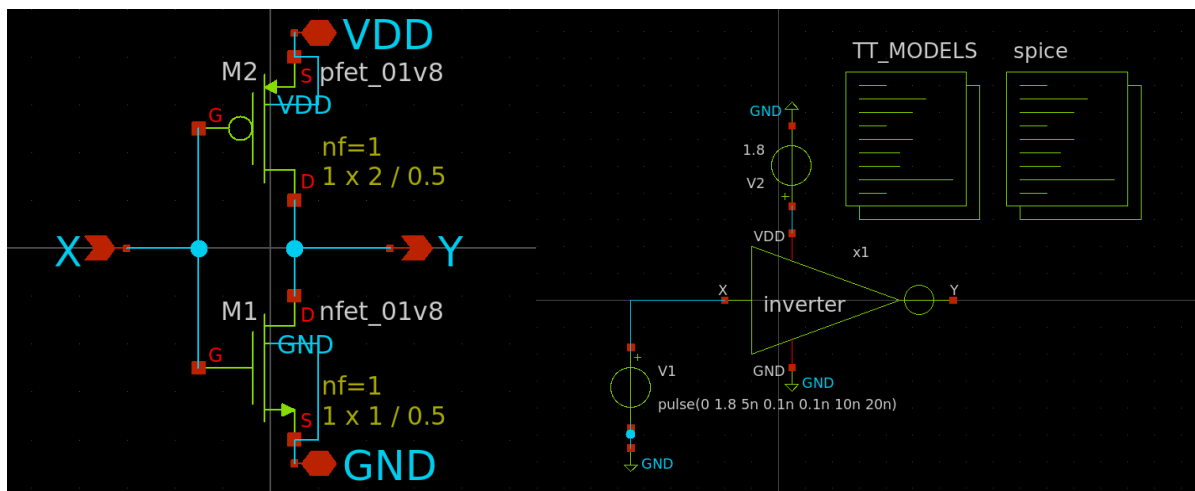 VDD
M2
S
pfet_01v8
VDD
G
nf=1
1 x 2 / 0.5
D
X
Y
M1
D
nfet_01v8
GND
G
nf=1
1 x 1 / 0.5
S
GND
TT_MODELS
spice
GND
1.8
V2
+
VDD
x1
X
inverter
Y
GND
GND
+
V1
pulse(0 1.8 5n 0.1n 0.1n 10n 20n)
GND